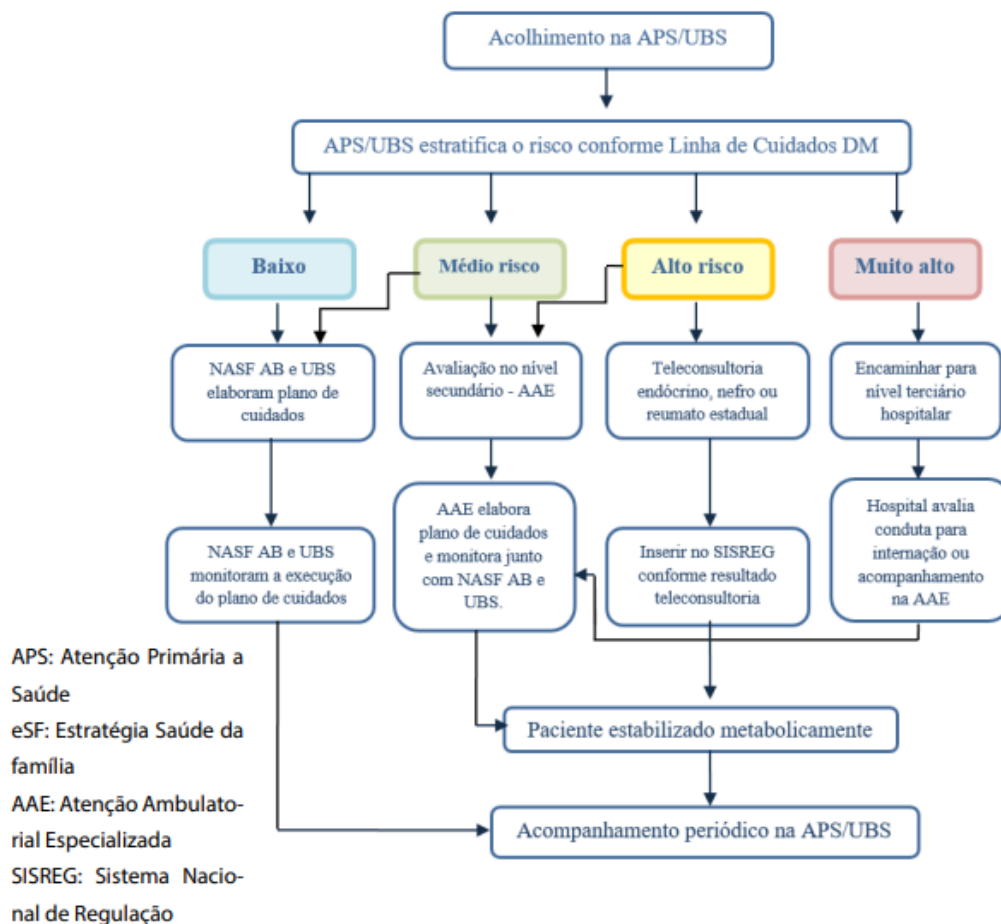 Acolhimento na APS/UBS
APS/UBS estratifica o risco conforme Linha de Cuidados DM
Baixo
Médio risco
Alto risco
Muito alto
NASF AB e UBS
elaboram plano de
cuidados
Avaliação no nível
secundário - AAE
Teleconsultoria
endócrino, nefro ou
reumato estadual
Encaminhar para
nível terciário
hospitalar
NASF AB e UBS
monitoram a execução
do plano de cuidados
AAE elabora
plano de cuidados
e monitora junto
com NASF AB e
UBS.
Inserir no SISREG
conforme resultado
teleconsultoria
Hospital avalia
conduta para
internação ou
acompanhamento
na AAE
Paciente estabilizado metabolicamente
Acompanhamento periódico na APS/UBS
APS: Atenção Primária a
Saúde
eSF: Estratégia Saúde da
família
AAE: Atenção Ambulato-
rial Especializada
SISREG: Sistema Nacio-
nal de Regulação